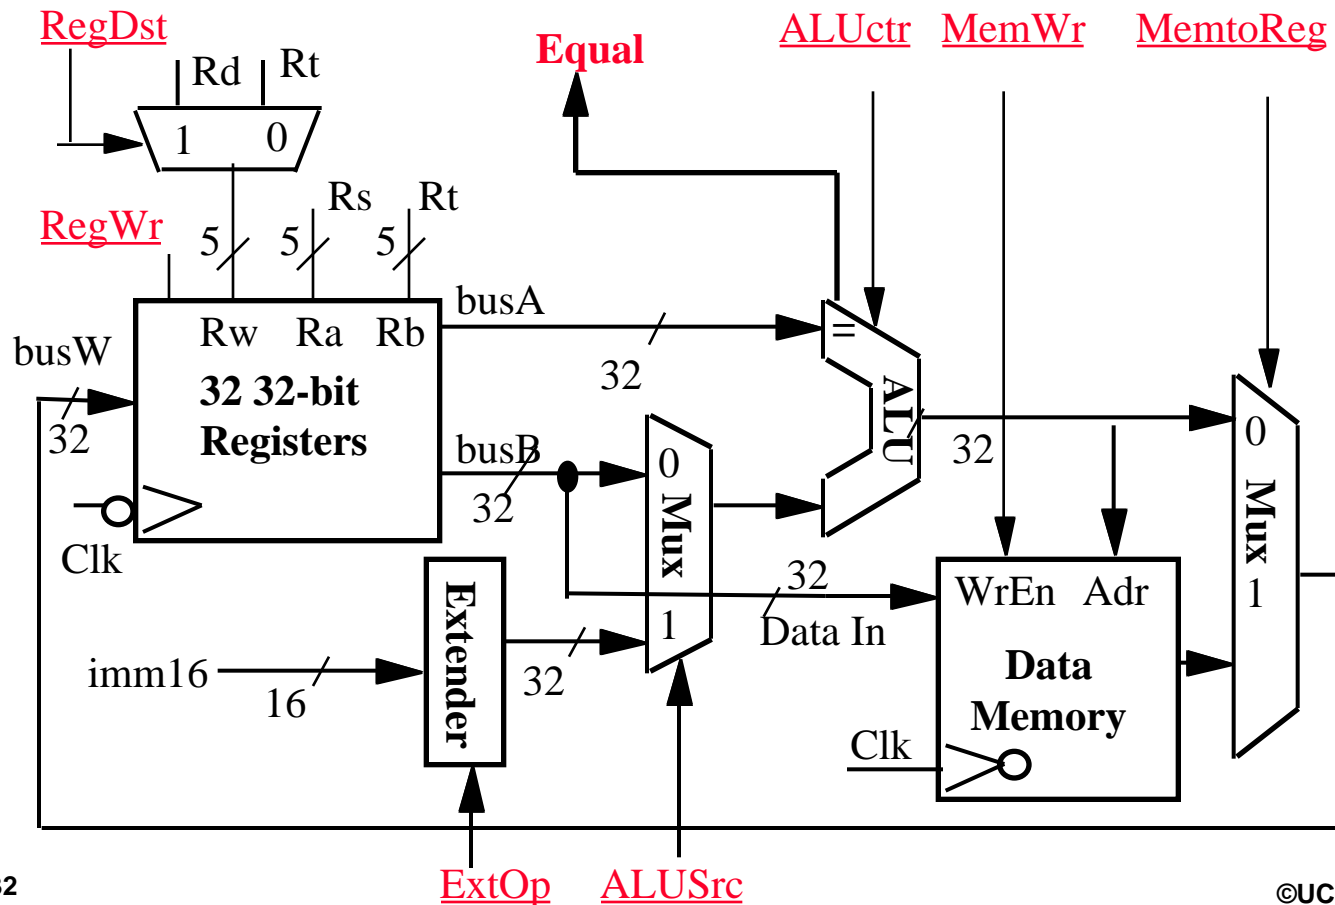 RegDst
Equal
ALUctr
MemWr
MemtoReg
Rd
Rt
1
0
RegWr
5
5
5
Rs
Rt
busA
busW
Rw
Ra
Rb
=
32
32
32 32-bit
Registers
ALU
32
busB
32
0
Mux
1
0
Mux
1
Clk
Extender
32
Data In
WrEn
Adr
imm16
16
32
Data
Memory
Clk
ExtOp
ALUSrc
©UC